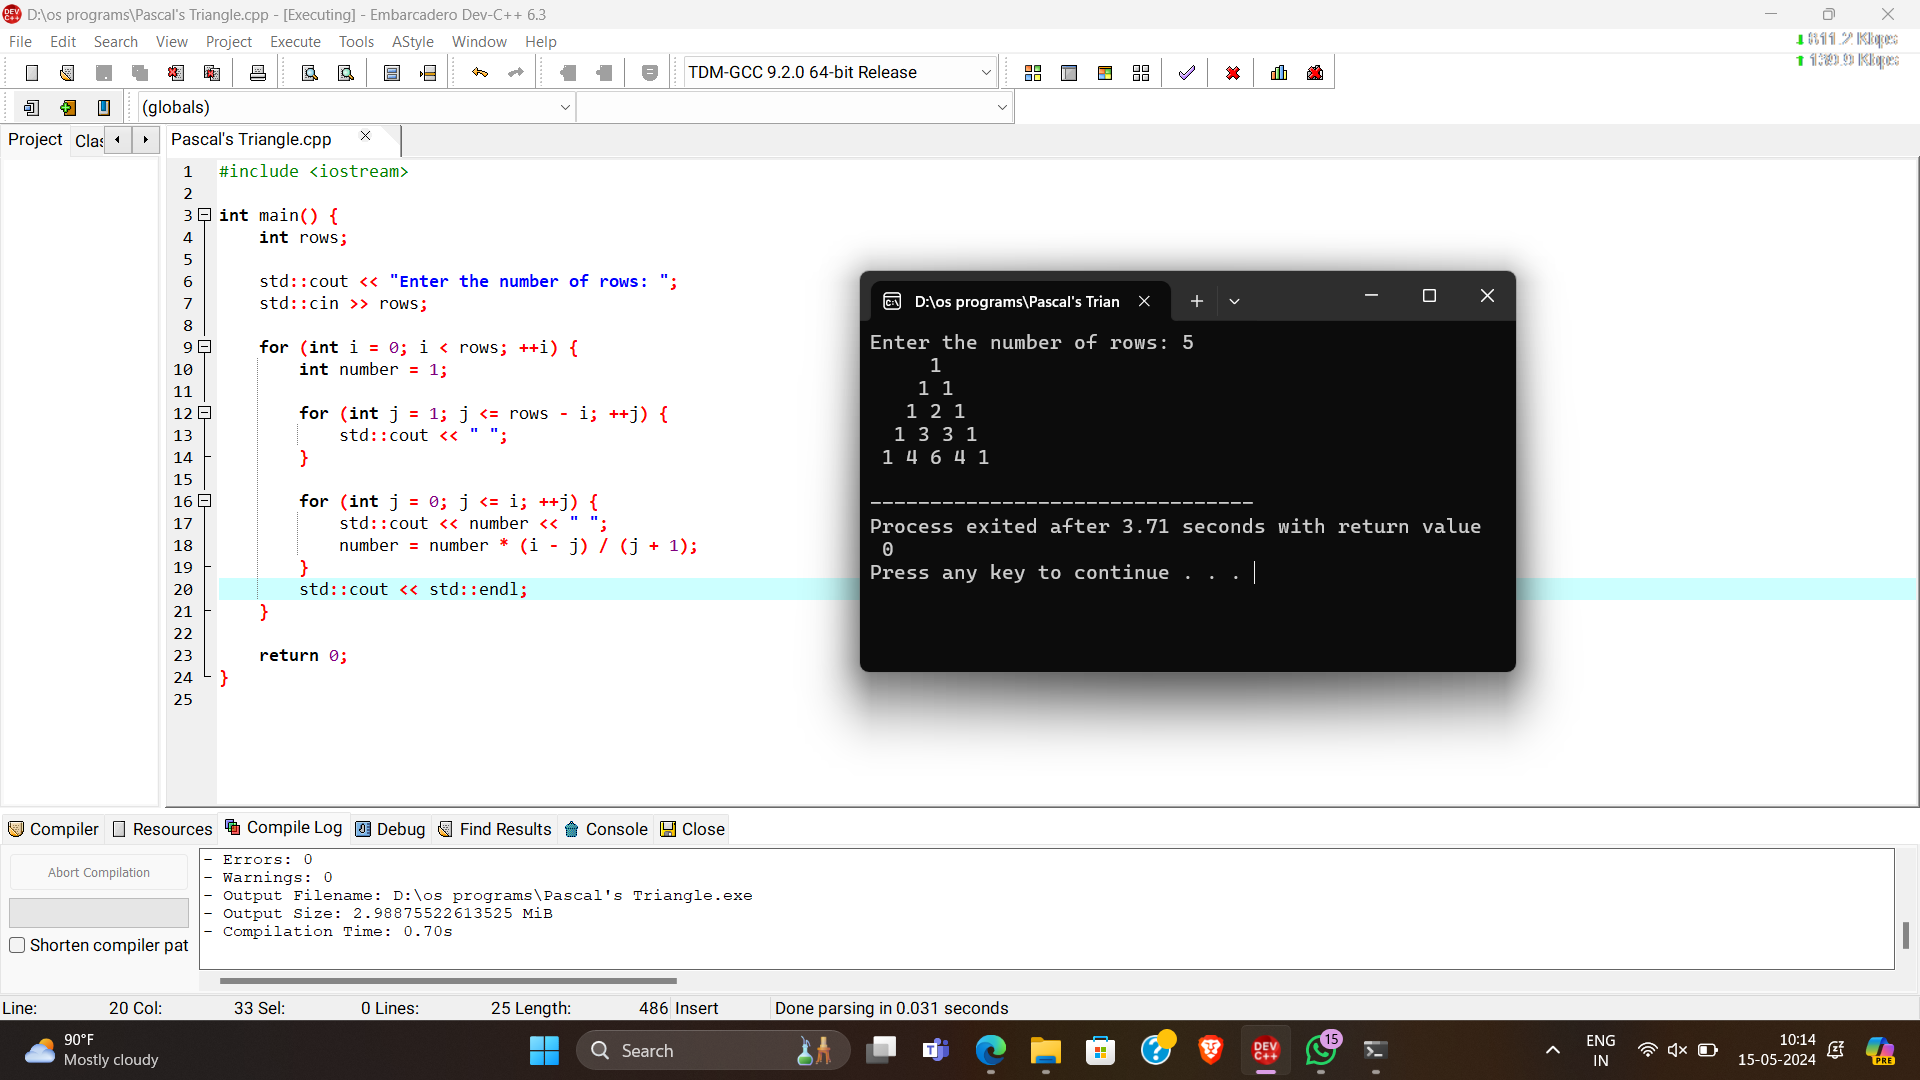 D:\os programs\Pascal's Triangle.cpp - [Executing] - Embarcadero Dev-C++ 6.3
File Edit Search View Project Execute Tools AStyle Window Help
611.2 Kbps
TDM-GCC 9.2.0 64-bit Release
(globals)
Project Clas Pascal's Triangle.cpp
1 #include <iostream>
2
3 int main() {
4     int rows;
5
6     std::cout << "Enter the number of rows: ";
7     std::cin >> rows;
8
9     for (int i = 0; i < rows; ++i) {
10         int number = 1;
11
12         for (int j = 1; j <= rows - i; ++j) {
13             std::cout << " ";
14         }
15
16         for (int j = 0; j <= i; ++j) {
17             std::cout << number << " ";
18             number = number * (i - j) / (j + 1);
19         }
20         std::cout << std::endl;
21     }
22
23     return 0;
24 }
25
D:\os programs\Pascal's Trian
Enter the number of rows: 5
     1
    1 1
   1 2 1
  1 3 3 1
 1 4 6 4 1
--------------------------------
Process exited after 3.71 seconds with return value
 0
Press any key to continue . . .
Compiler Resources Compile Log Debug Find Results Console Close
Abort Compilation
Shorten compiler pat
- Errors: 0
- Warnings: 0
- Output Filename: D:\os programs\Pascal's Triangle.exe
- Output Size: 2.98875522613525 MiB
- Compilation Time: 0.70s
Line: 20 Col: 33 Sel: 0 Lines: 25 Length: 486 Insert Done parsing in 0.031 seconds
90°F
Mostly cloudy
Search
DEV C++
15
ENG
IN
10:14
15-05-2024
PRE